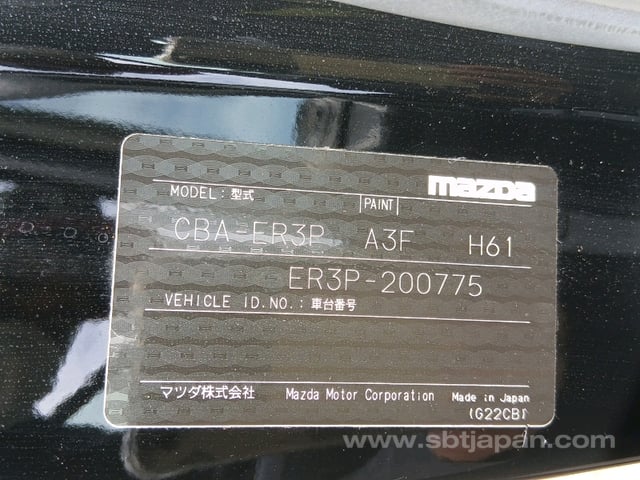 mazda
MODEL : 型式 PAINT
CBA-ER3P A3F H61
ER3P-200775
VEHICLE ID.NO. : 車台番号
マツダ株式会社 Mazda Motor Corporation Made in Japan
(G22CB)
www.sbtjapan.com